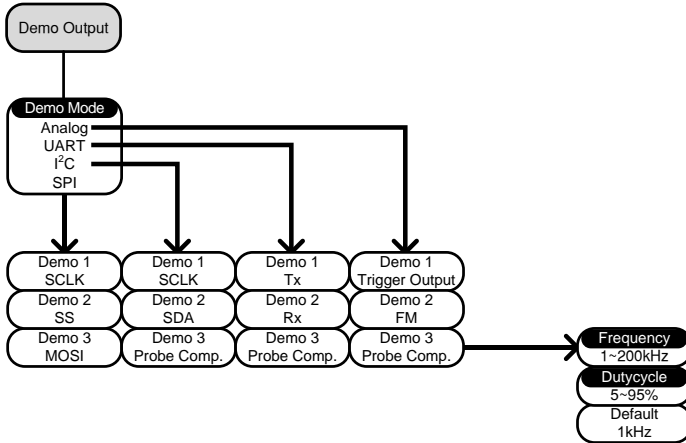 Demo Output
Demo Mode
Analog
UART
I²C
SPI
Demo 1
SCLK
Demo 2
SS
Demo 3
MOSI
Demo 1
SCLK
Demo 2
SDA
Demo 3
Probe Comp.
Demo 1
Tx
Demo 2
Rx
Demo 3
Probe Comp.
Demo 1
Trigger Output
Demo 2
FM
Demo 3
Probe Comp.
Frequency
1~200kHz
Dutycycle
5~95%
Default
1kHz